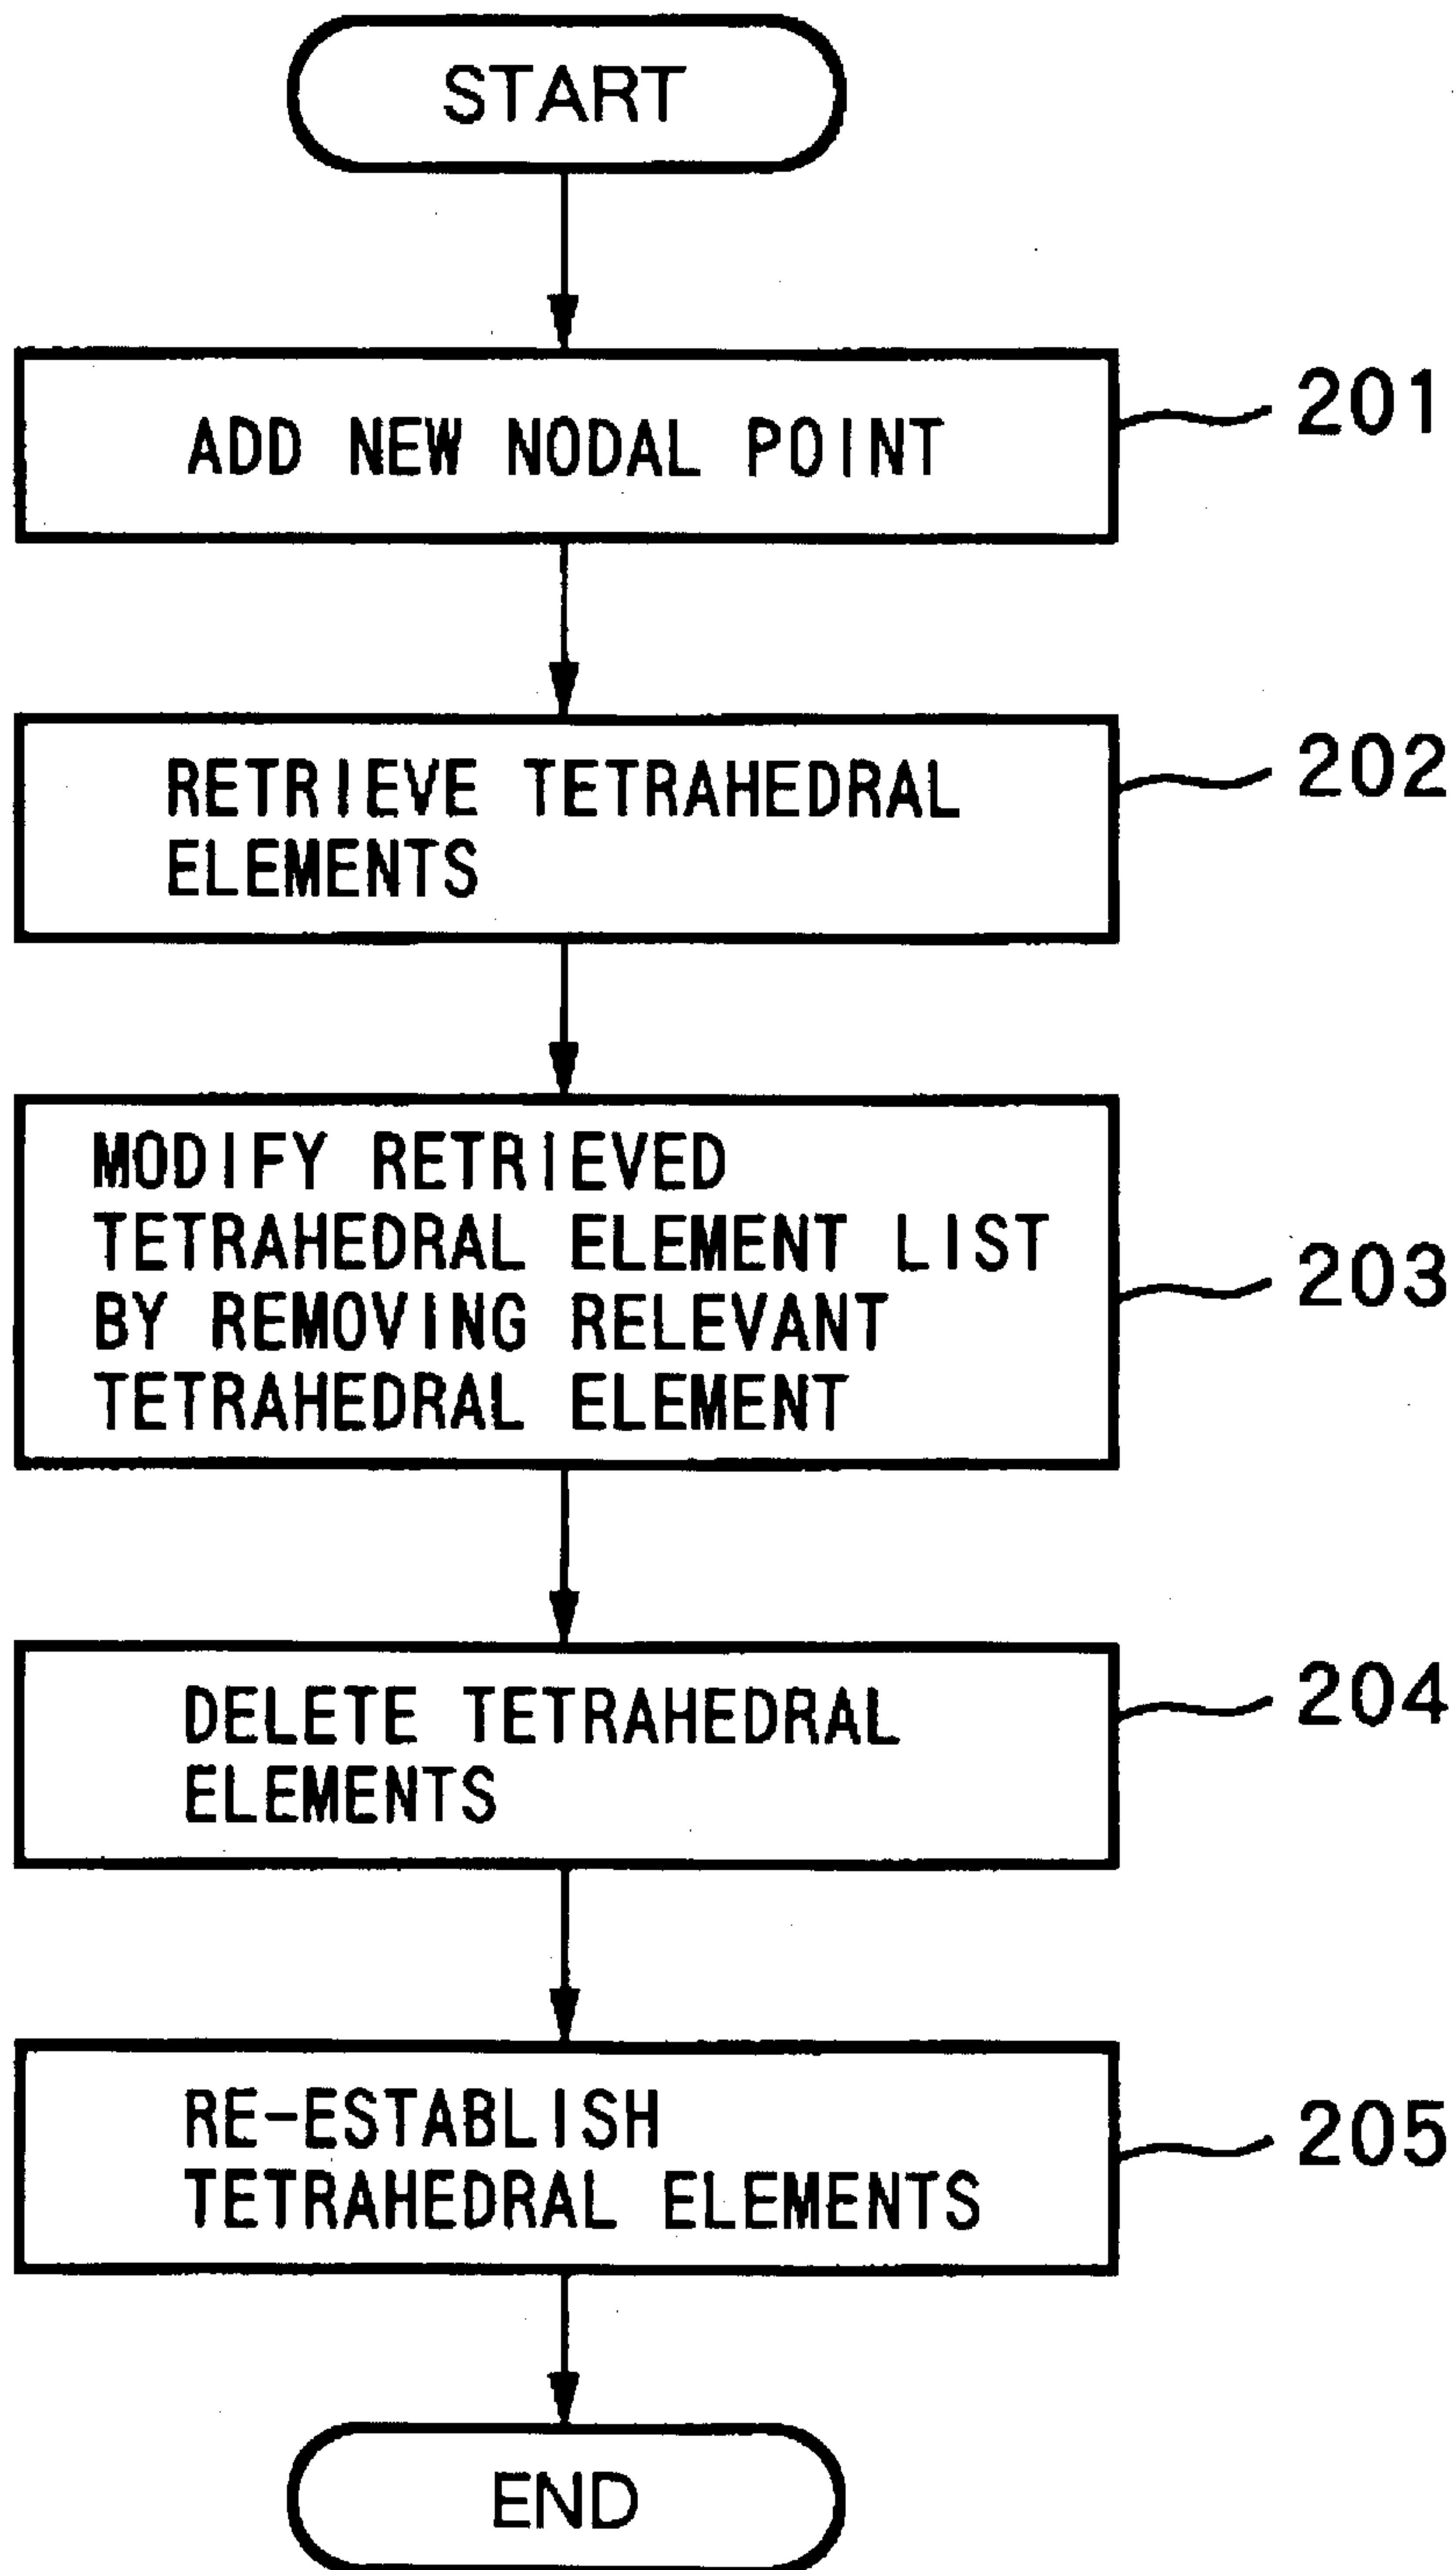 START
ADD NEW NODAL POINT
201
RETRIEVE TETRAHEDRAL
ELEMENTS
202
MODIFY RETRIEVED
TETRAHEDRAL ELEMENT LIST
BY REMOVING RELEVANT
TETRAHEDRAL ELEMENT
203
DELETE TETRAHEDRAL
ELEMENTS
204
RE-ESTABLISH
TETRAHEDRAL ELEMENTS
205
END